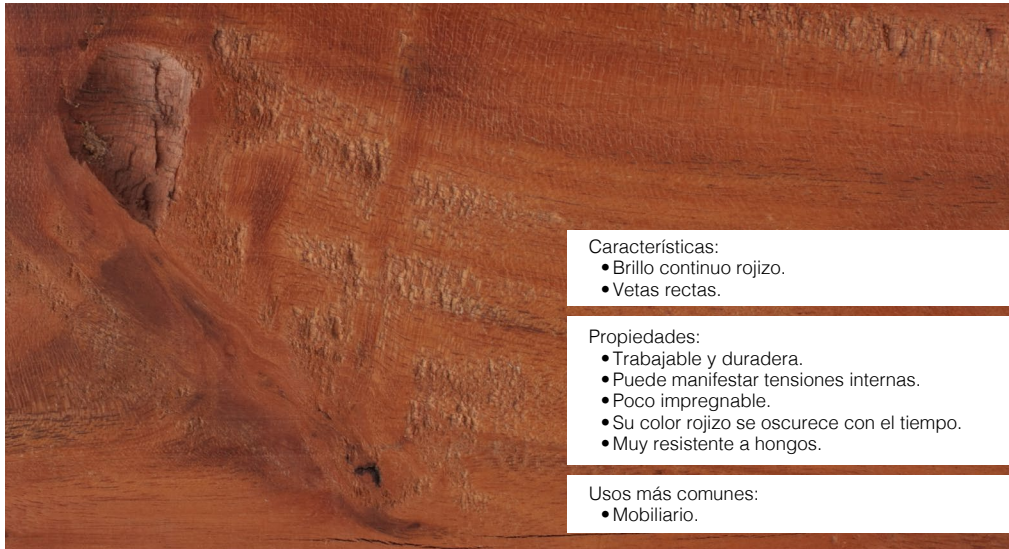 Características:
• Brillo continuo rojizo.
• Vetas rectas.
Propiedades:
• Trabajable y duradera.
• Puede manifestar tensiones internas.
• Poco impregnable.
• Su color rojizo se oscurece con el tiempo.
• Muy resistente a hongos.
Usos más comunes:
• Mobiliario.